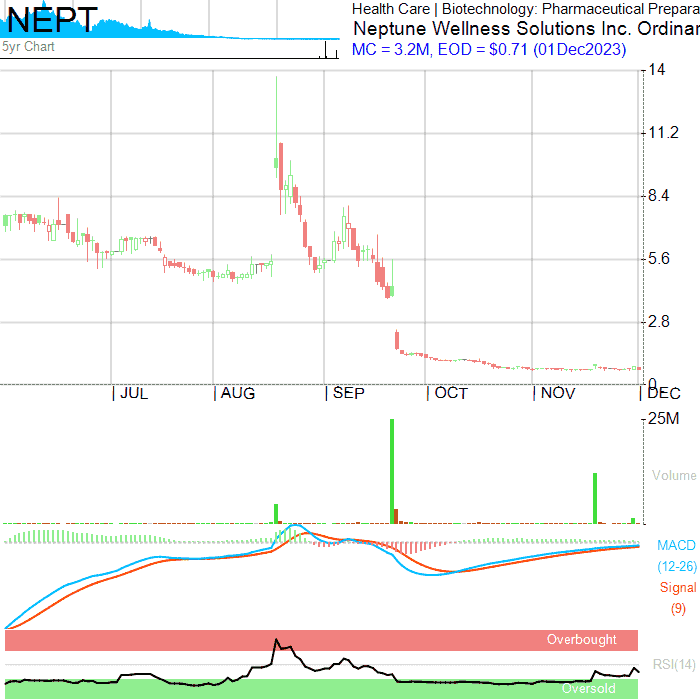 NEPT
5yr Chart
Health Care | Biotechnology: Pharmaceutical Prepara
Neptune Wellness Solutions Inc. Ordinar
MC = 3.2M, EOD = $0.71 (01Dec2023)
14
11.2
8.4
5.6
2.8
0
JUL AUG SEP OCT NOV DEC
25M
Volume
MACD
(12-26)
Signal
(9)
Overbought
RSI(14)
Oversold